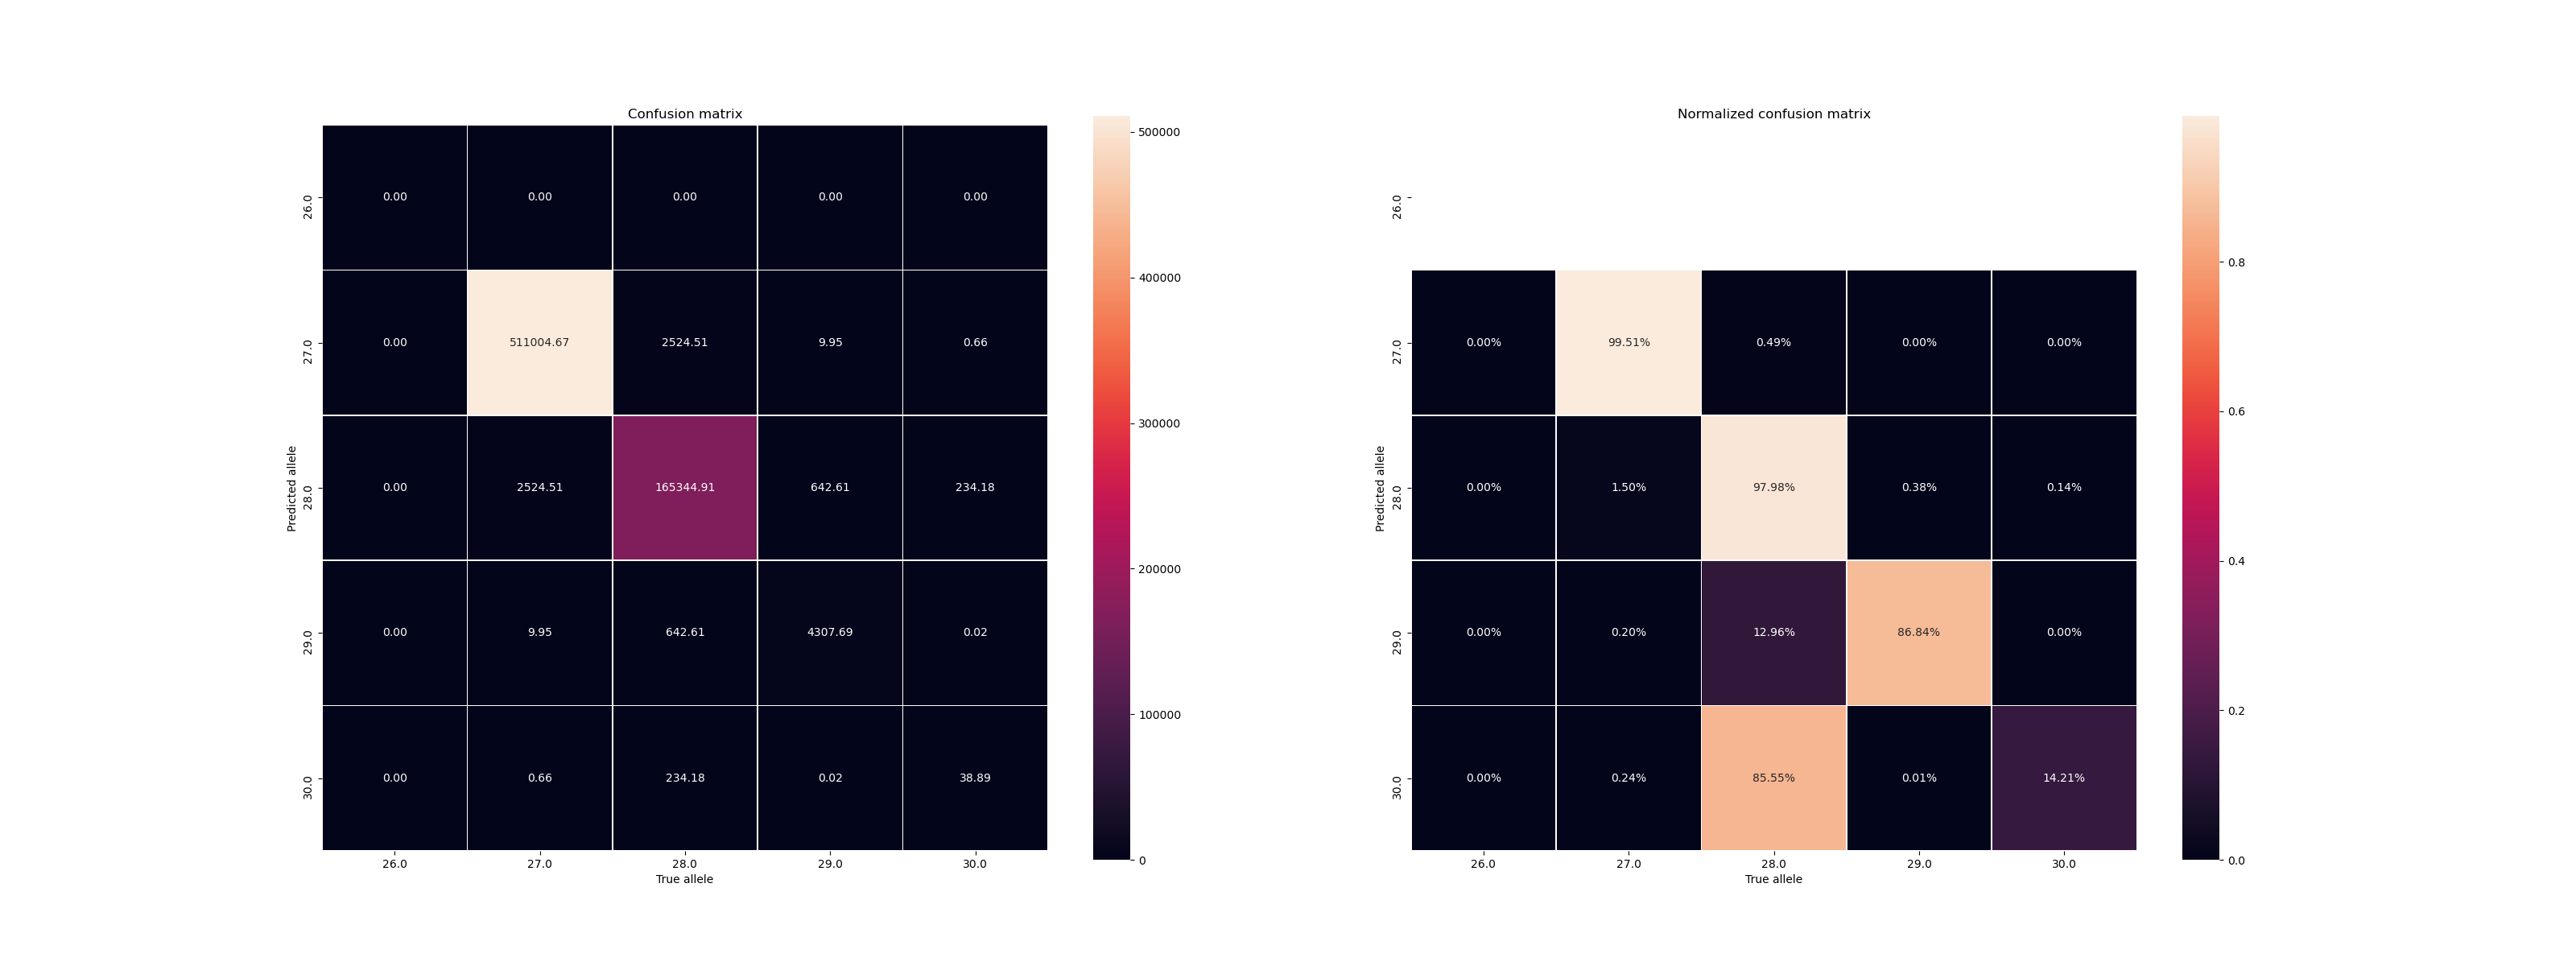 Confusion matrix
26.0 0.00 0.00 0.00 0.00 0.00
27.0 0.00 511004.67 2524.51 9.95 0.66
28.0 0.00 2524.51 165344.91 642.61 234.18
29.0 0.00 9.95 642.61 4307.69 0.02
30.0 0.00 0.66 234.18 0.02 38.89
26.0 27.0 28.0 29.0 30.0
Predicted allele
True allele
500000
400000
300000
200000
100000
0
Normalized confusion matrix
26.0
27.0 0.00% 99.51% 0.49% 0.00% 0.00%
28.0 0.00% 1.50% 97.98% 0.38% 0.14%
29.0 0.00% 0.20% 12.96% 86.84% 0.00%
30.0 0.00% 0.24% 85.55% 0.01% 14.21%
26.0 27.0 28.0 29.0 30.0
Predicted allele
True allele
0.8
0.6
0.4
0.2
0.0